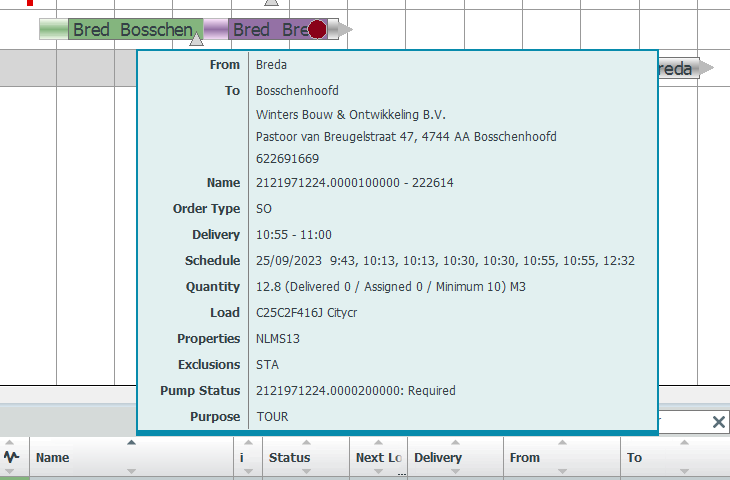 Bred Bosschen Bred Bre
reda
From Breda
To Bosschenhoofd
Winters Bouw & Ontwikkeling B.V.
Pastoor van Breugelstraat 47, 4744 AA Bosschenhoofd
622691669
Name 2121971224.0000100000 - 222614
Order Type SO
Delivery 10:55 - 11:00
Schedule 25/09/2023 9:43, 10:13, 10:13, 10:30, 10:30, 10:55, 10:55, 12:32
Quantity 12.8 (Delivered 0 / Assigned 0 / Minimum 10) M3
Load C25C2F416J Citycr
Properties NLMS13
Exclusions STA
Pump Status 2121971224.0000200000: Required
Purpose TOUR
Name i Status Next Lo... Delivery From To